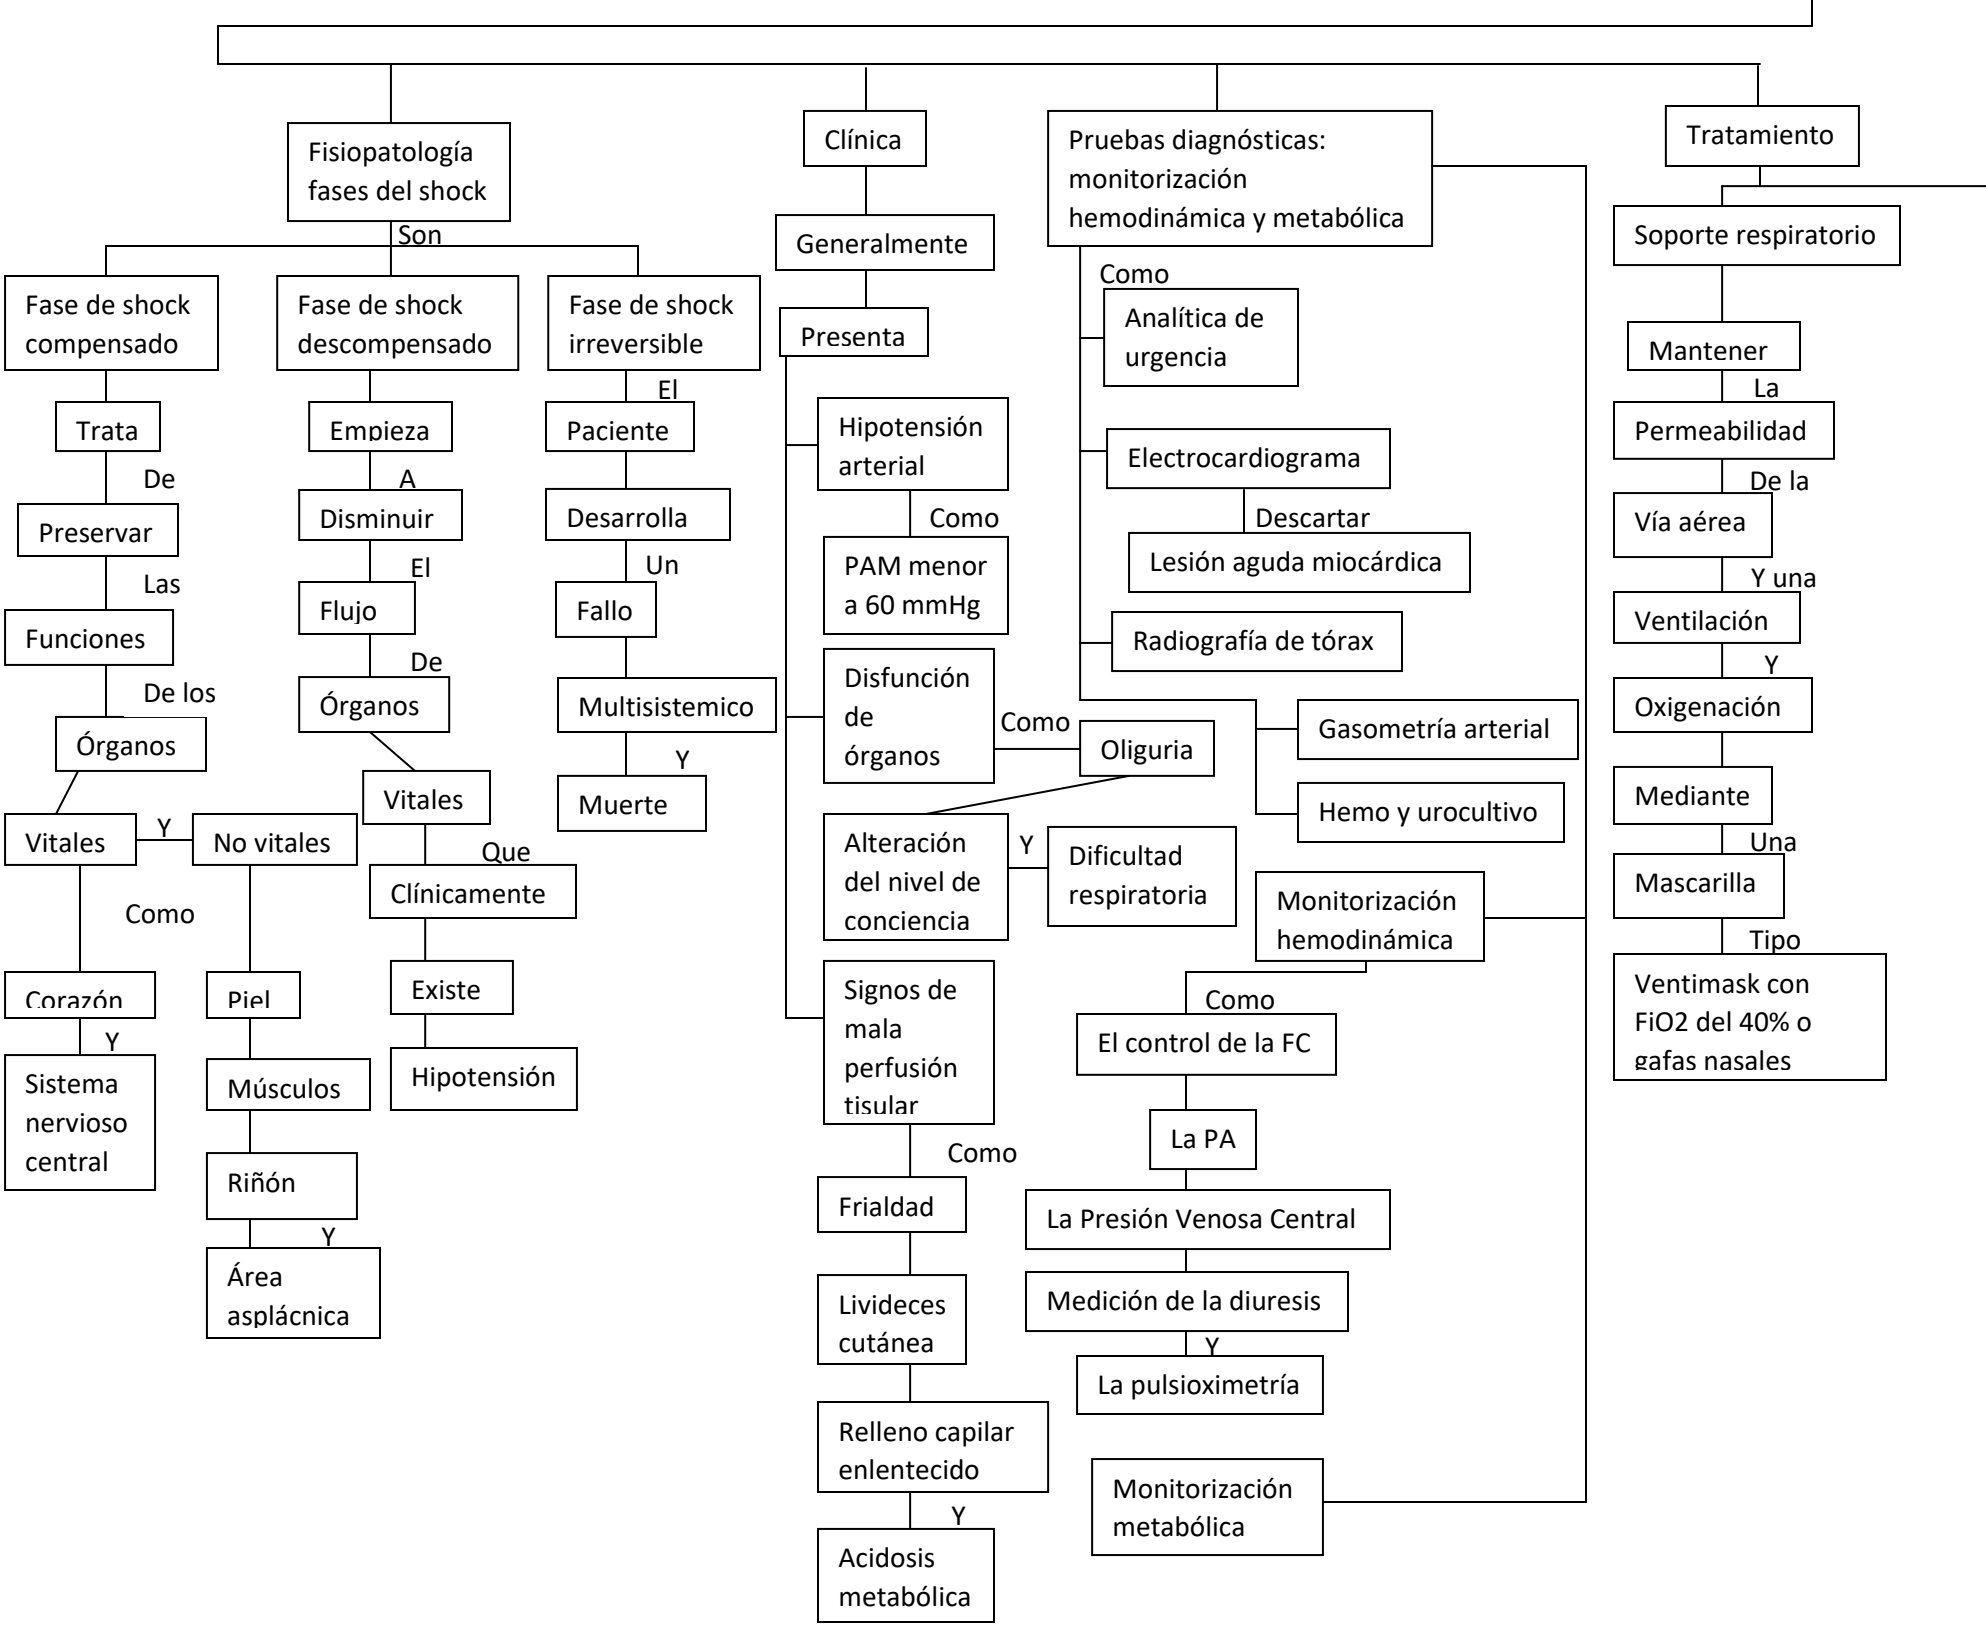 Fisiopatología
fases del shock
Son
Fase de shock
compensado
Trata
De
Preservar
Las
Funciones
De los
Órganos
Vitales
Y
No vitales
Como
Corazón
Y
Sistema
nervioso
central
Piel
Músculos
Riñón
Y
Área
asplácnica
Fase de shock
descompensado
Empieza
A
Disminuir
El
Flujo
De
Órganos
Vitales
Que
Clínicamente
Existe
Hipotensión
Fase de shock
irreversible
El
Paciente
Desarrolla
Un
Fallo
Multisistemico
Y
Muerte
Clínica
Generalmente
Presenta
Hipotensión
arterial
Como
PAM menor
a 60 mmHg
Disfunción
de
órganos
Como
Oliguria
Alteración
del nivel de
conciencia
Y
Dificultad
respiratoria
Signos de
mala
perfusión
tisular
Como
Frialdad
Livideces
cutánea
Relleno capilar
enlentecido
Y
Acidosis
metabólica
Pruebas diagnósticas:
monitorización
hemodinámica y metabólica
Como
Analítica de
urgencia
Electrocardiograma
Descartar
Lesión aguda miocárdica
Radiografía de tórax
Gasometría arterial
Hemo y urocultivo
Monitorización
hemodinámica
Como
El control de la FC
La PA
La Presión Venosa Central
Medición de la diuresis
Y
La pulsioximetría
Monitorización
metabólica
Tratamiento
Soporte respiratorio
Mantener
La
Permeabilidad
De la
Vía aérea
Y una
Ventilación
Y
Oxigenación
Mediante
Una
Mascarilla
Tipo
Ventimask con
FiO2 del 40% o
gafas nasales